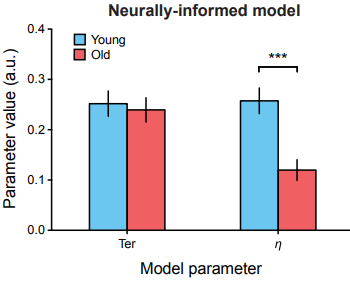 Neurally-informed model
Young
Old
***
Parameter value (a.u.)
0.4
0.3
0.2
0.1
0.0
Ter
η
Model parameter